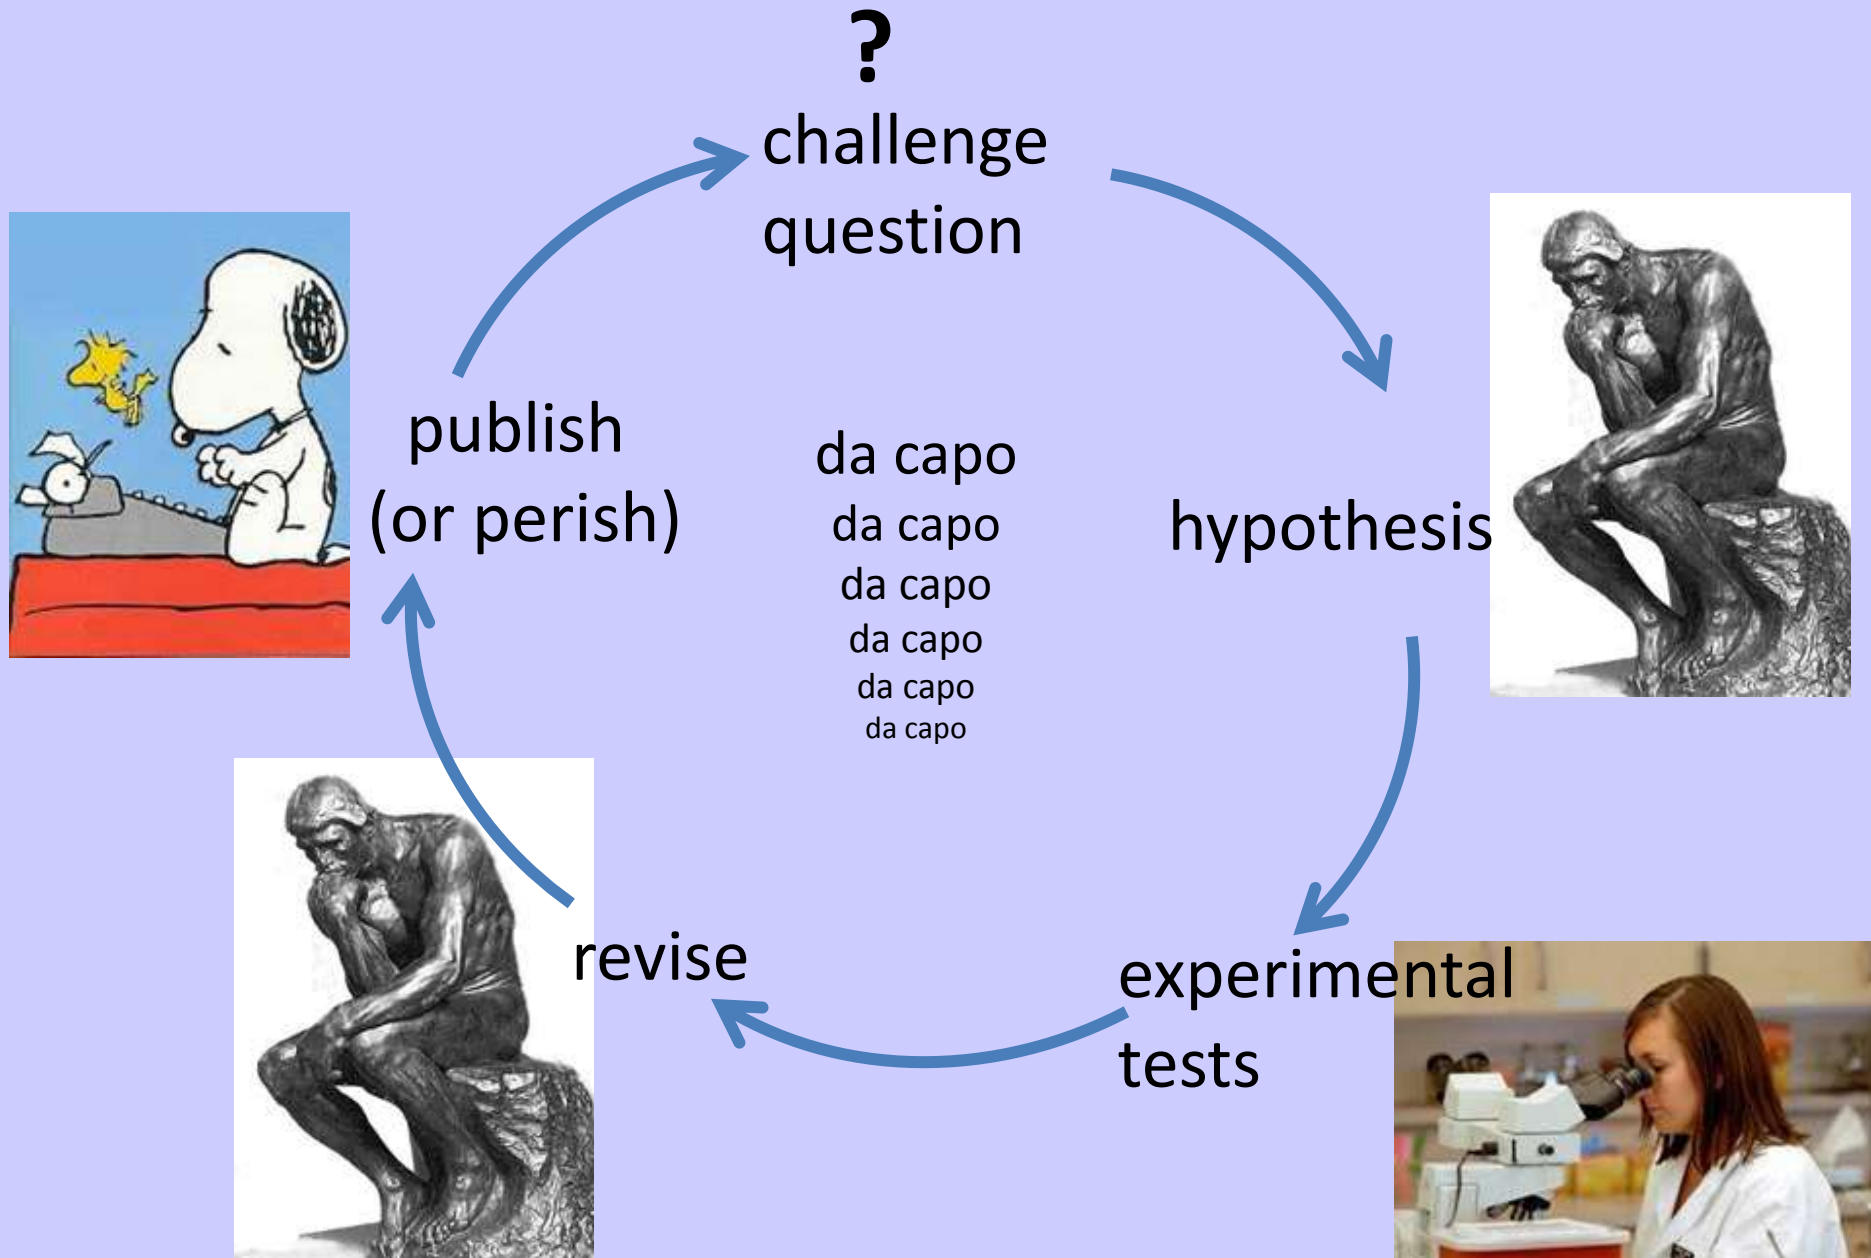 ?
challenge
question
publish
(or perish)
da capo
da capo
da capo
da capo
da capo
da capo
hypothesis
revise
experimental
tests